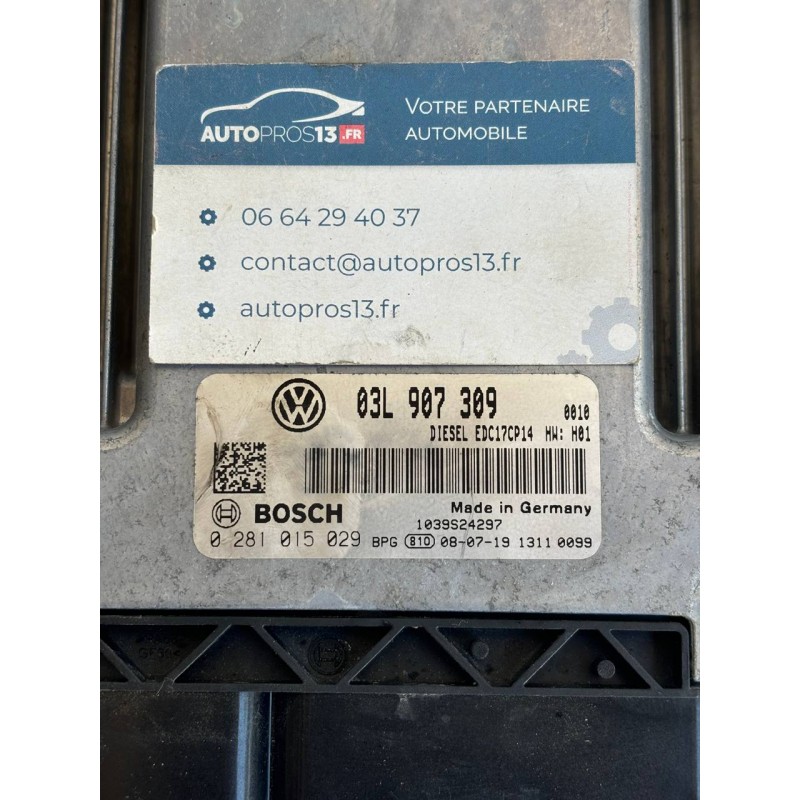 VOTRE PARTENAIRE
AUTOMOBILE
AUTOPROS13.FR
06 64 29 40 37
contact@autopros13.fr
autopros13.fr
03L 907 309 0010
DIESEL EDC17CP14 HW: H01
BOSCH
Made in Germany
1039S24297
0 281 015 029 BPG 810 08-07-19 1311 0099